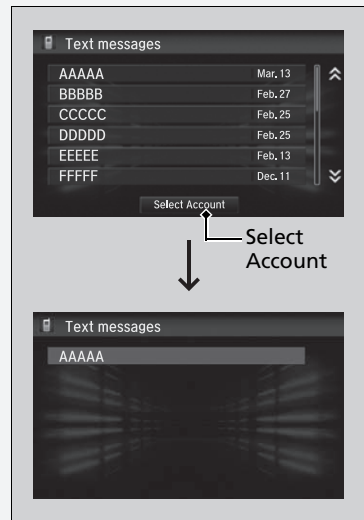 Text messages
AAAAA Mar. 13
BBBBB Feb. 27
CCCCC Feb. 25
DDDDD Feb. 25
EEEEE Feb. 13
FFFFF Dec. 11
Select Account
Select
Account
Text messages
AAAAA